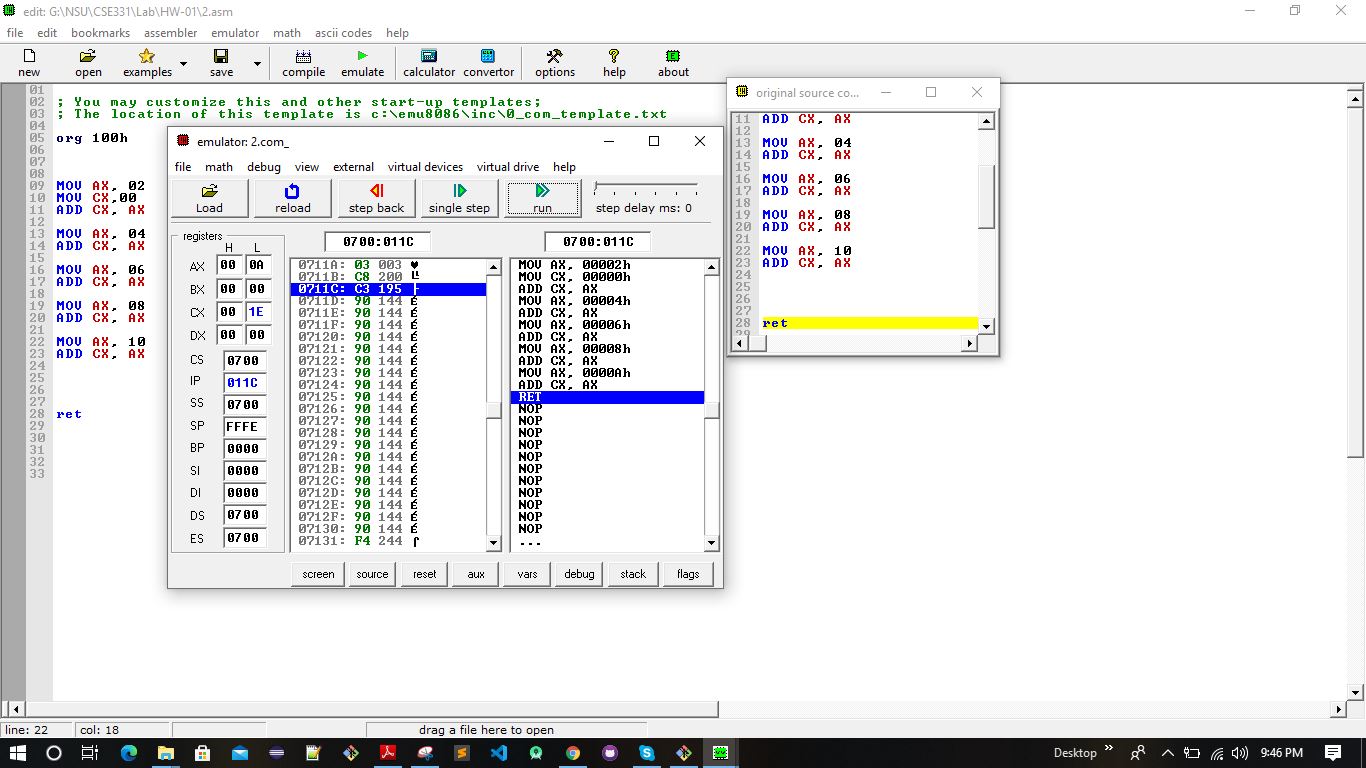 edit: G:\NSU\CSE331\Lab\HW-01\2.asm
file edit bookmarks assembler emulator math ascii codes help
new open examples save compile emulate calculator convertor options help about
01
02 ; You may customize this and other start-up templates;
03 ; The location of this template is c:\emu8086\inc\0_com_template.txt
04
05 org 100h
06
07
08
09 MOV AX, 02
10 MOV CX,00
11 ADD CX, AX
12
13 MOV AX, 04
14 ADD CX, AX
15
16 MOV AX, 06
17 ADD CX, AX
18
19 MOV AX, 08
20 ADD CX, AX
21
22 MOV AX, 10
23 ADD CX, AX
24
25
26
27
28 ret
29
30
31
32
33
emulator: 2.com_
file math debug view external virtual devices virtual drive help
Load reload step back single step run step delay ms: 0
registers
H L
AX 00 0A
BX 00 00
CX 00 1E
DX 00 00
CS 0700
IP 011C
SS 0700
SP FFFE
BP 0000
SI 0000
DI 0000
DS 0700
ES 0700
0700:011C
0711A: 03 003 ♥
0711B: C8 200 ╚
0711C: C3 195 ├
0711D: 90 144 É
0711E: 90 144 É
0711F: 90 144 É
07120: 90 144 É
07121: 90 144 É
07122: 90 144 É
07123: 90 144 É
07124: 90 144 É
07125: 90 144 É
07126: 90 144 É
07127: 90 144 É
07128: 90 144 É
07129: 90 144 É
0712A: 90 144 É
0712B: 90 144 É
0712C: 90 144 É
0712D: 90 144 É
0712E: 90 144 É
0712F: 90 144 É
07130: 90 144 É
07131: F4 244 ⌠
0700:011C
MOV AX, 00002h
MOV CX, 00000h
ADD CX, AX
MOV AX, 00004h
ADD CX, AX
MOV AX, 00006h
ADD CX, AX
MOV AX, 00008h
ADD CX, AX
MOV AX, 0000Ah
ADD CX, AX
RET
NOP
NOP
NOP
NOP
NOP
NOP
NOP
NOP
NOP
NOP
NOP
...
screen source reset aux vars debug stack flags
original source co...
11 ADD CX, AX
12
13 MOV AX, 04
14 ADD CX, AX
15
16 MOV AX, 06
17 ADD CX, AX
18
19 MOV AX, 08
20 ADD CX, AX
21
22 MOV AX, 10
23 ADD CX, AX
24
25
26
27
28 ret
29
line: 22 col: 18 drag a file here to open
Desktop » 9:46 PM